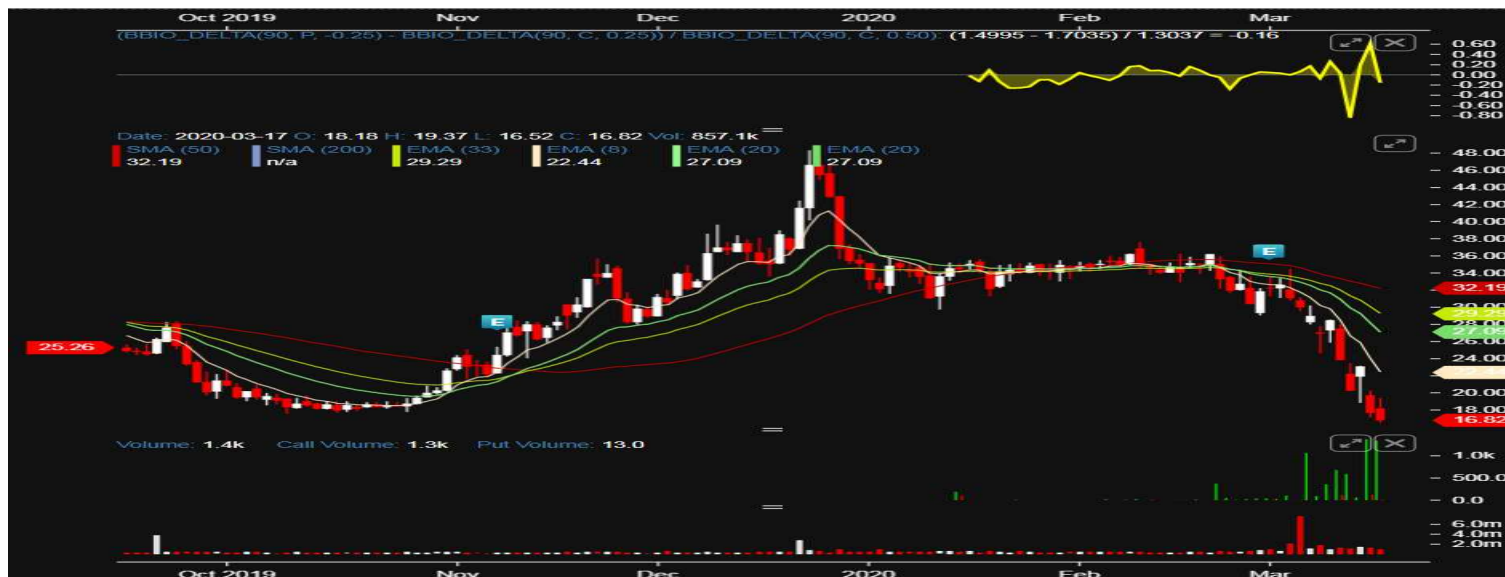 Oct 2019 Nov Dec 2020 Feb Mar
(BBIO_DELTA(90, P, -0.25) - BBIO_DELTA(90, C, 0.25)) / BBIO_DELTA(90, C, 0.50): (1.4995 - 1.7035) / 1.3037 = -0.16
0.60
0.40
0.20
0.00
-0.20
-0.40
-0.60
-0.80
Date: 2020-03-17 O: 18.18 H: 19.37 L: 16.52 C: 16.82 Vol: 857.1k
SMA (50) SMA (200) EMA (33) EMA (8) EMA (20) EMA (20)
32.19 n/a 29.29 22.44 27.09 27.09
48.00
46.00
44.00
42.00
40.00
38.00
E
36.00
34.00
32.19
30.00
29.29
E
28.00
27.09
25.26
26.00
24.00
22.44
20.00
18.00
16.82
Volume: 1.4k Call Volume: 1.3k Put Volume: 13.0
1.0k
500.0
0.0
6.0m
4.0m
2.0m
Oct 2019 Nov Dec 2020 Feb Mar